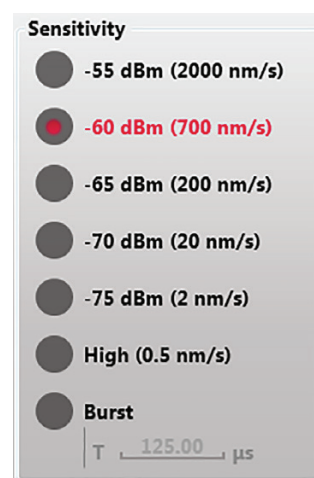 Sensitivity
-55 dBm (2000 nm/s)
-60 dBm (700 nm/s)
-65 dBm (200 nm/s)
-70 dBm (20 nm/s)
-75 dBm (2 nm/s)
High (0.5 nm/s)
Burst
T 125.00 µs